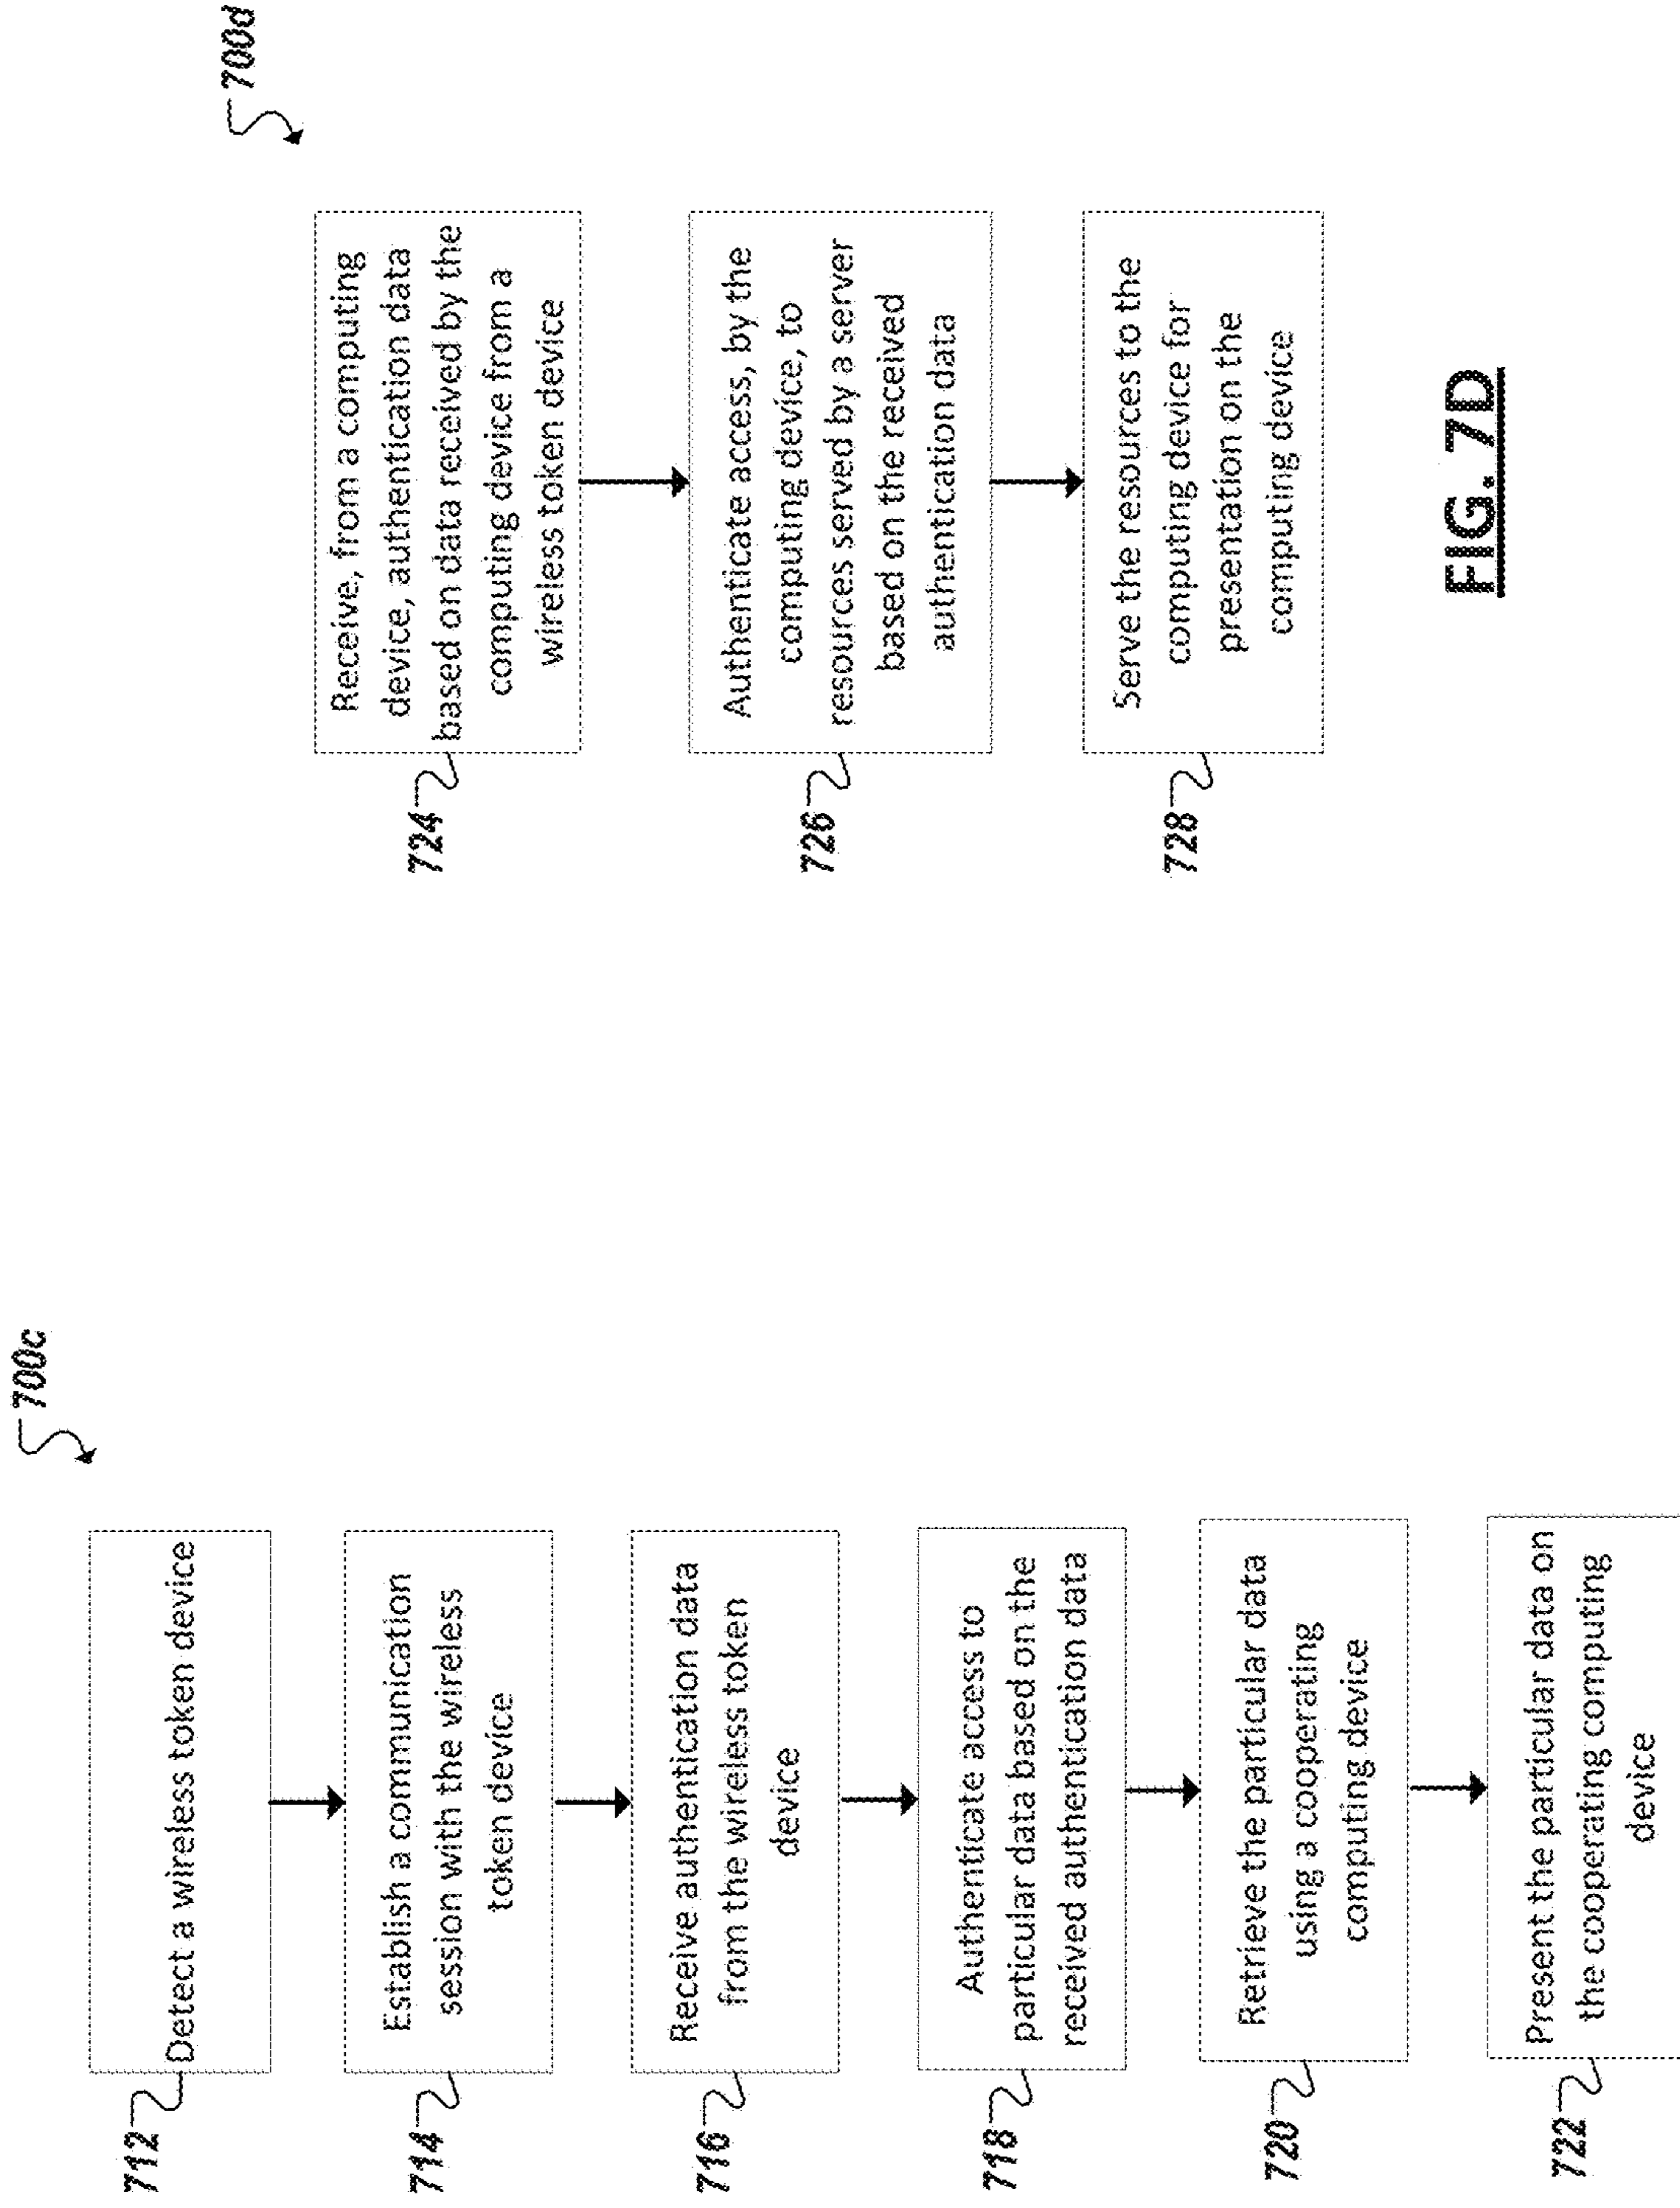 700c
712
Detect a wireless token device
714
Establish a communication
session with the wireless
token device
716
Receive authentication data
from the wireless token
device
718
Authenticate access to
particular data based on the
received authentication data
720
Retrieve the particular data
using a cooperating
computing device
722
Present the particular data on
the cooperating computing
device
700d
724
Receive, from a computing
device, authentication data
based on data received by the
computing device from a
wireless token device
726
Authenticate access, by the
computing device, to
resources served by a server
based on the received
authentication data
728
Serve the resources to the
computing device for
presentation on the
computing device
FIG. 7D